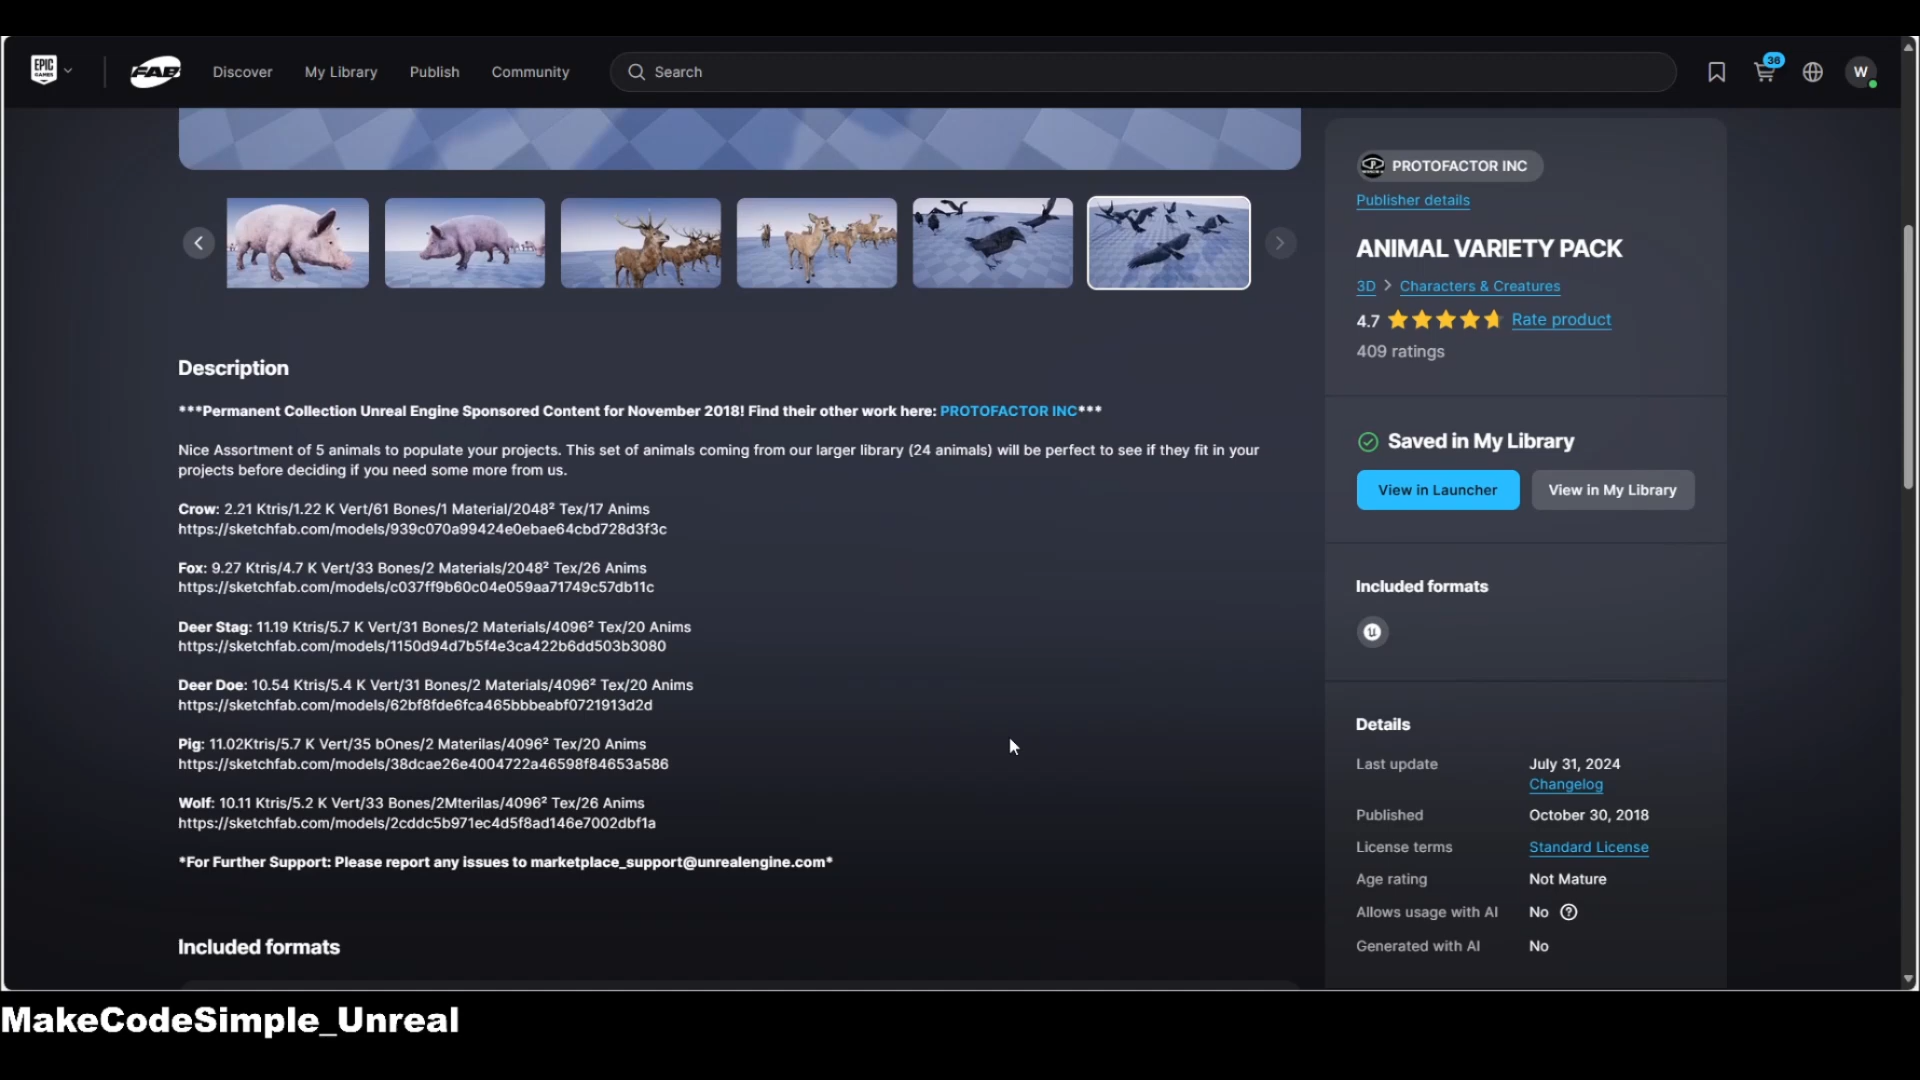 EPIC
GAMES
FAB
Discover
My Library
Publish
Community
Search
36
W
PROTOFACTOR INC
Publisher details
ANIMAL VARIETY PACK
3D > Characters & Creatures
4.7
Rate product
409 ratings
Description
***Permanent Collection Unreal Engine Sponsored Content for November 2018! Find their other work here: PROTOFACTOR INC***
Nice Assortment of 5 animals to populate your projects. This set of animals coming from our larger library (24 animals) will be perfect to see if they fit in your
projects before deciding if you need some more from us.
Crow: 2.21 Ktris/1.22 K Vert/61 Bones/1 Material/2048² Tex/17 Anims
https://sketchfab.com/models/939c070a99424e0ebae64cbd728d3f3c
Fox: 9.27 Ktris/4.7 K Vert/33 Bones/2 Materials/2048² Tex/26 Anims
https://sketchfab.com/models/c037ff9b60c04e059aa71749c57db11c
Deer Stag: 11.19 Ktris/5.7 K Vert/31 Bones/2 Materials/4096² Tex/20 Anims
https://sketchfab.com/models/1150d94d7b5f4e3ca422b6dd503b3080
Deer Doe: 10.54 Ktris/5.4 K Vert/31 Bones/2 Materials/4096² Tex/20 Anims
https://sketchfab.com/models/62bf8fde6fca465bbbeabf0721913d2d
Pig: 11.02Ktris/5.7 K Vert/35 bOnes/2 Materilas/4096² Tex/20 Anims
https://sketchfab.com/models/38dcae26e4004722a46598f84653a586
Wolf: 10.11 Ktris/5.2 K Vert/33 Bones/2Mterilas/4096² Tex/26 Anims
https://sketchfab.com/models/2cddc5b971ec4d5f8ad146e7002dbf1a
*For Further Support: Please report any issues to marketplace_support@unrealengine.com*
Included formats
Saved in My Library
View in Launcher
View in My Library
Included formats
Details
Last update July 31, 2024
Changelog
Published October 30, 2018
License terms Standard License
Age rating Not Mature
Allows usage with AI No ?
Generated with AI No
MakeCodeSimple_Unreal